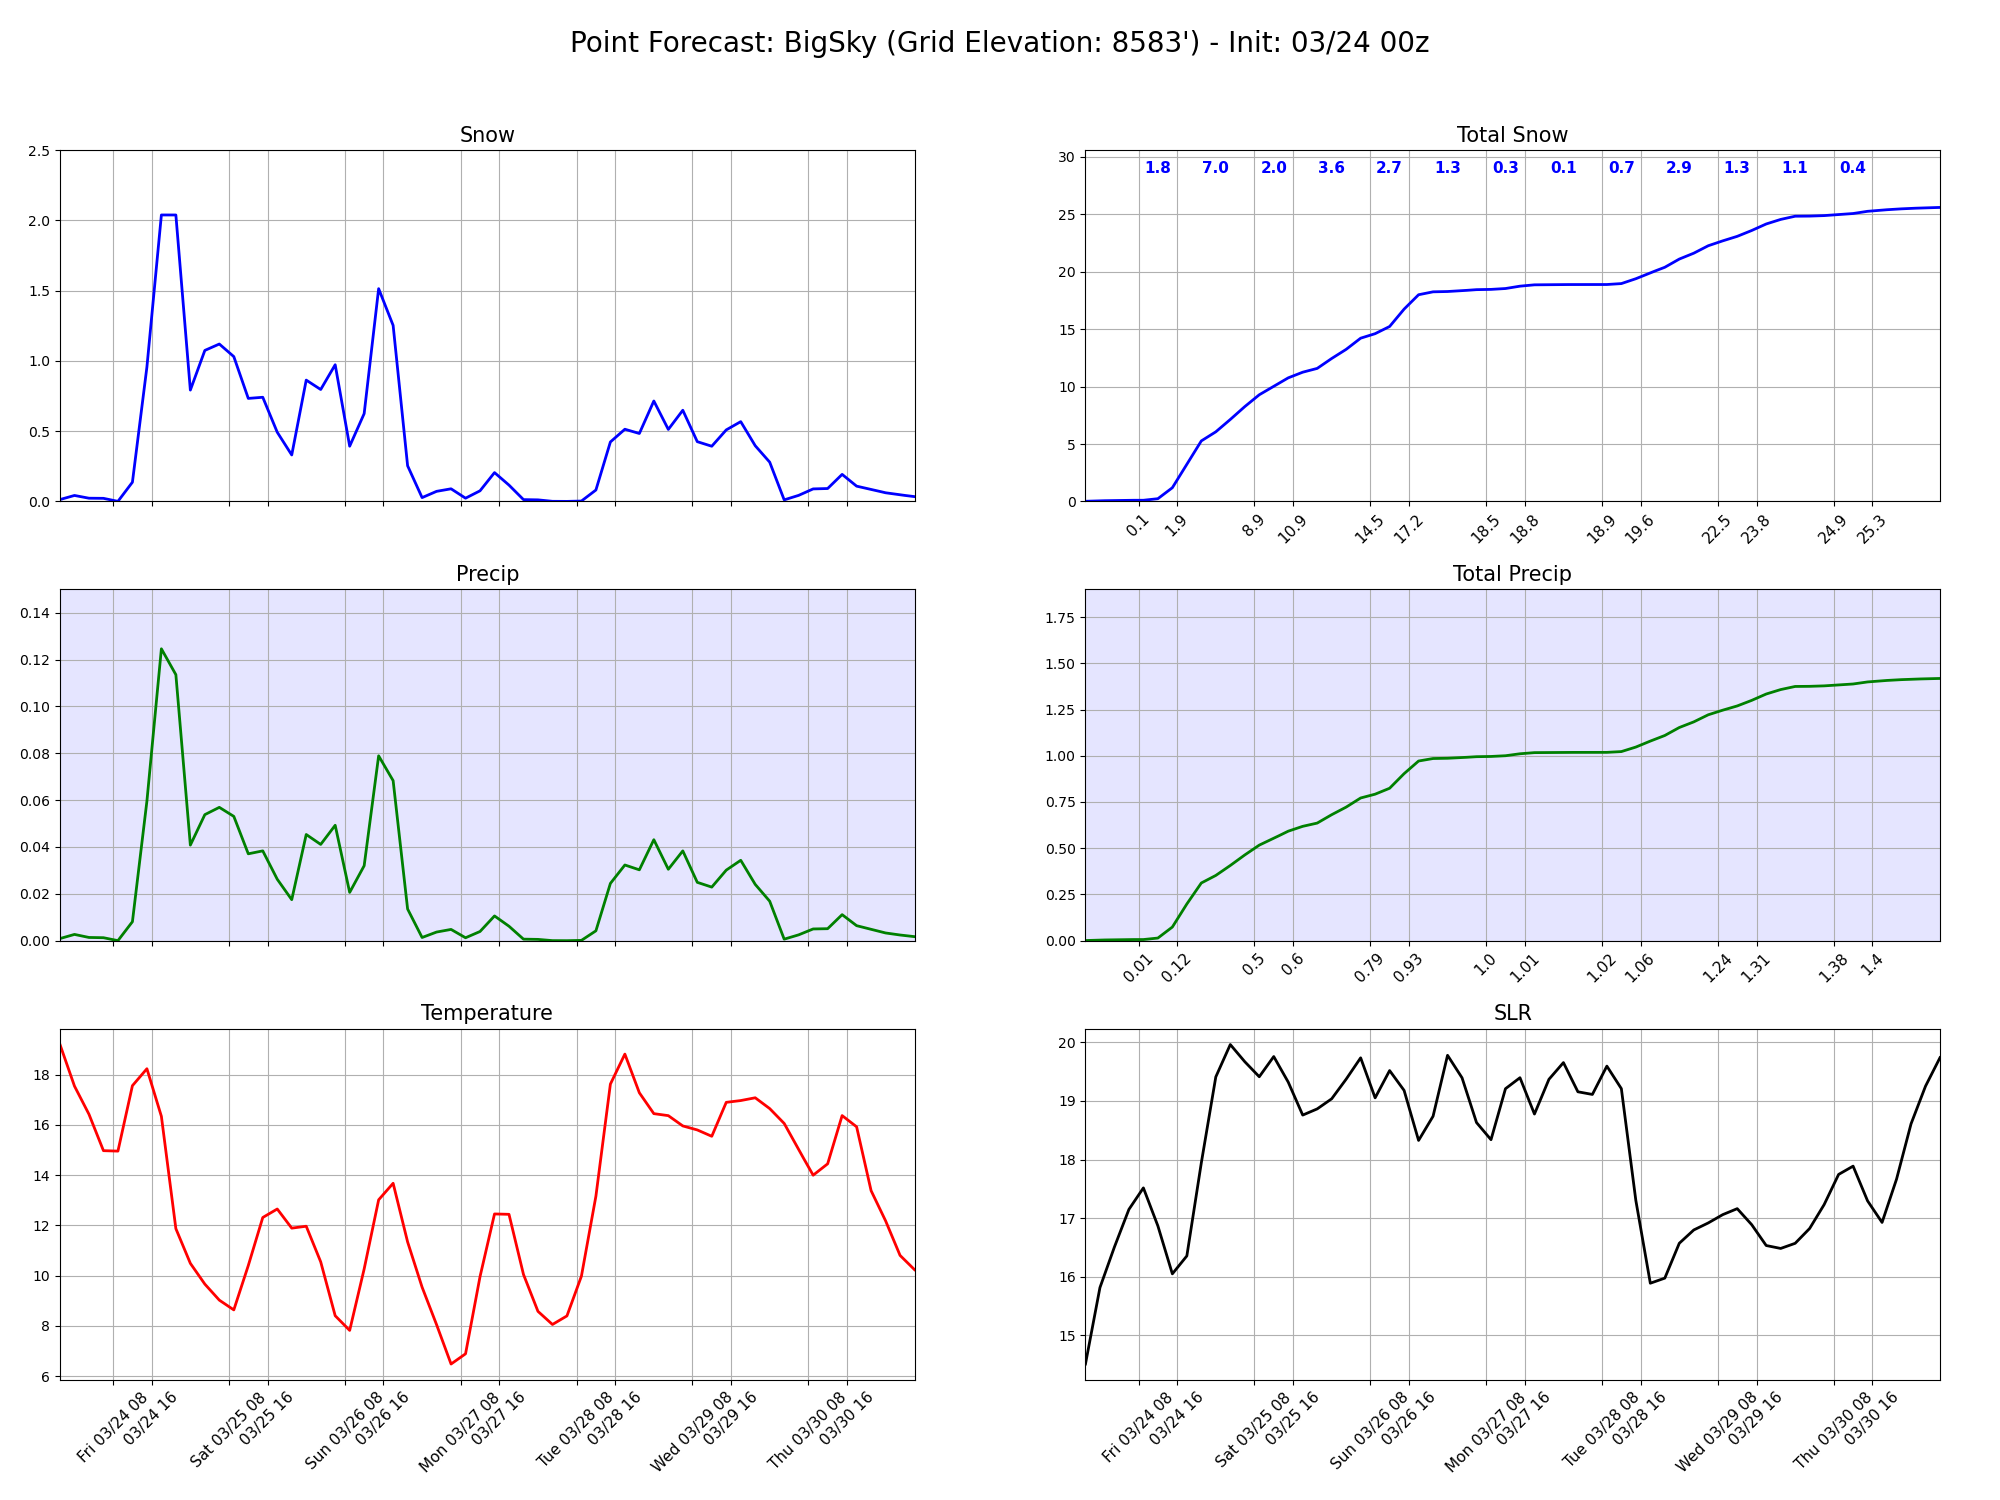 Point Forecast: BigSky (Grid Elevation: 8583') - Init: 03/24 00z
Snow
2.5
2.0
1.5
1.0
0.5
0.0
Total Snow
30
25
20
15
10
5
0
1.8 7.0 2.0 3.6 2.7 1.3 0.3 0.1 0.7 2.9 1.3 1.1 0.4
0.1 1.9 8.9 10.9 14.5 17.2 18.5 18.8 18.9 19.6 22.5 23.8 24.9 25.3
Precip
0.14
0.12
0.10
0.08
0.06
0.04
0.02
0.00
Total Precip
1.75
1.50
1.25
1.00
0.75
0.50
0.25
0.00
0.01 0.12 0.5 0.6 0.79 0.93 1.0 1.01 1.02 1.06 1.24 1.31 1.38 1.4
Temperature
18
16
14
12
10
8
6
Fri 03/24 08
03/24 16
Sat 03/25 08
03/25 16
Sun 03/26 08
03/26 16
Mon 03/27 08
03/27 16
Tue 03/28 08
03/28 16
Wed 03/29 08
03/29 16
Thu 03/30 08
03/30 16
SLR
20
19
18
17
16
15
Fri 03/24 08
03/24 16
Sat 03/25 08
03/25 16
Sun 03/26 08
03/26 16
Mon 03/27 08
03/27 16
Tue 03/28 08
03/28 16
Wed 03/29 08
03/29 16
Thu 03/30 08
03/30 16